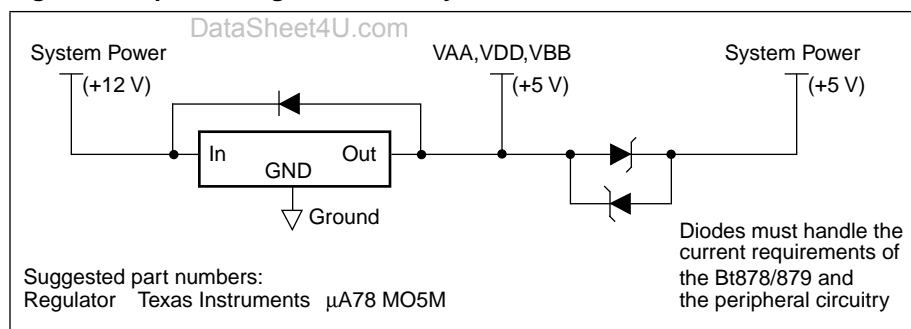 DataSheet4U.com
System Power
(+12 V)
VAA,VDD,VBB
(+5 V)
System Power
(+5 V)
In
Out
GND
Ground
Diodes must handle the
current requirements of
the Bt878/879 and
the peripheral circuitry
Suggested part numbers:
Regulator Texas Instruments μA78 MO5M